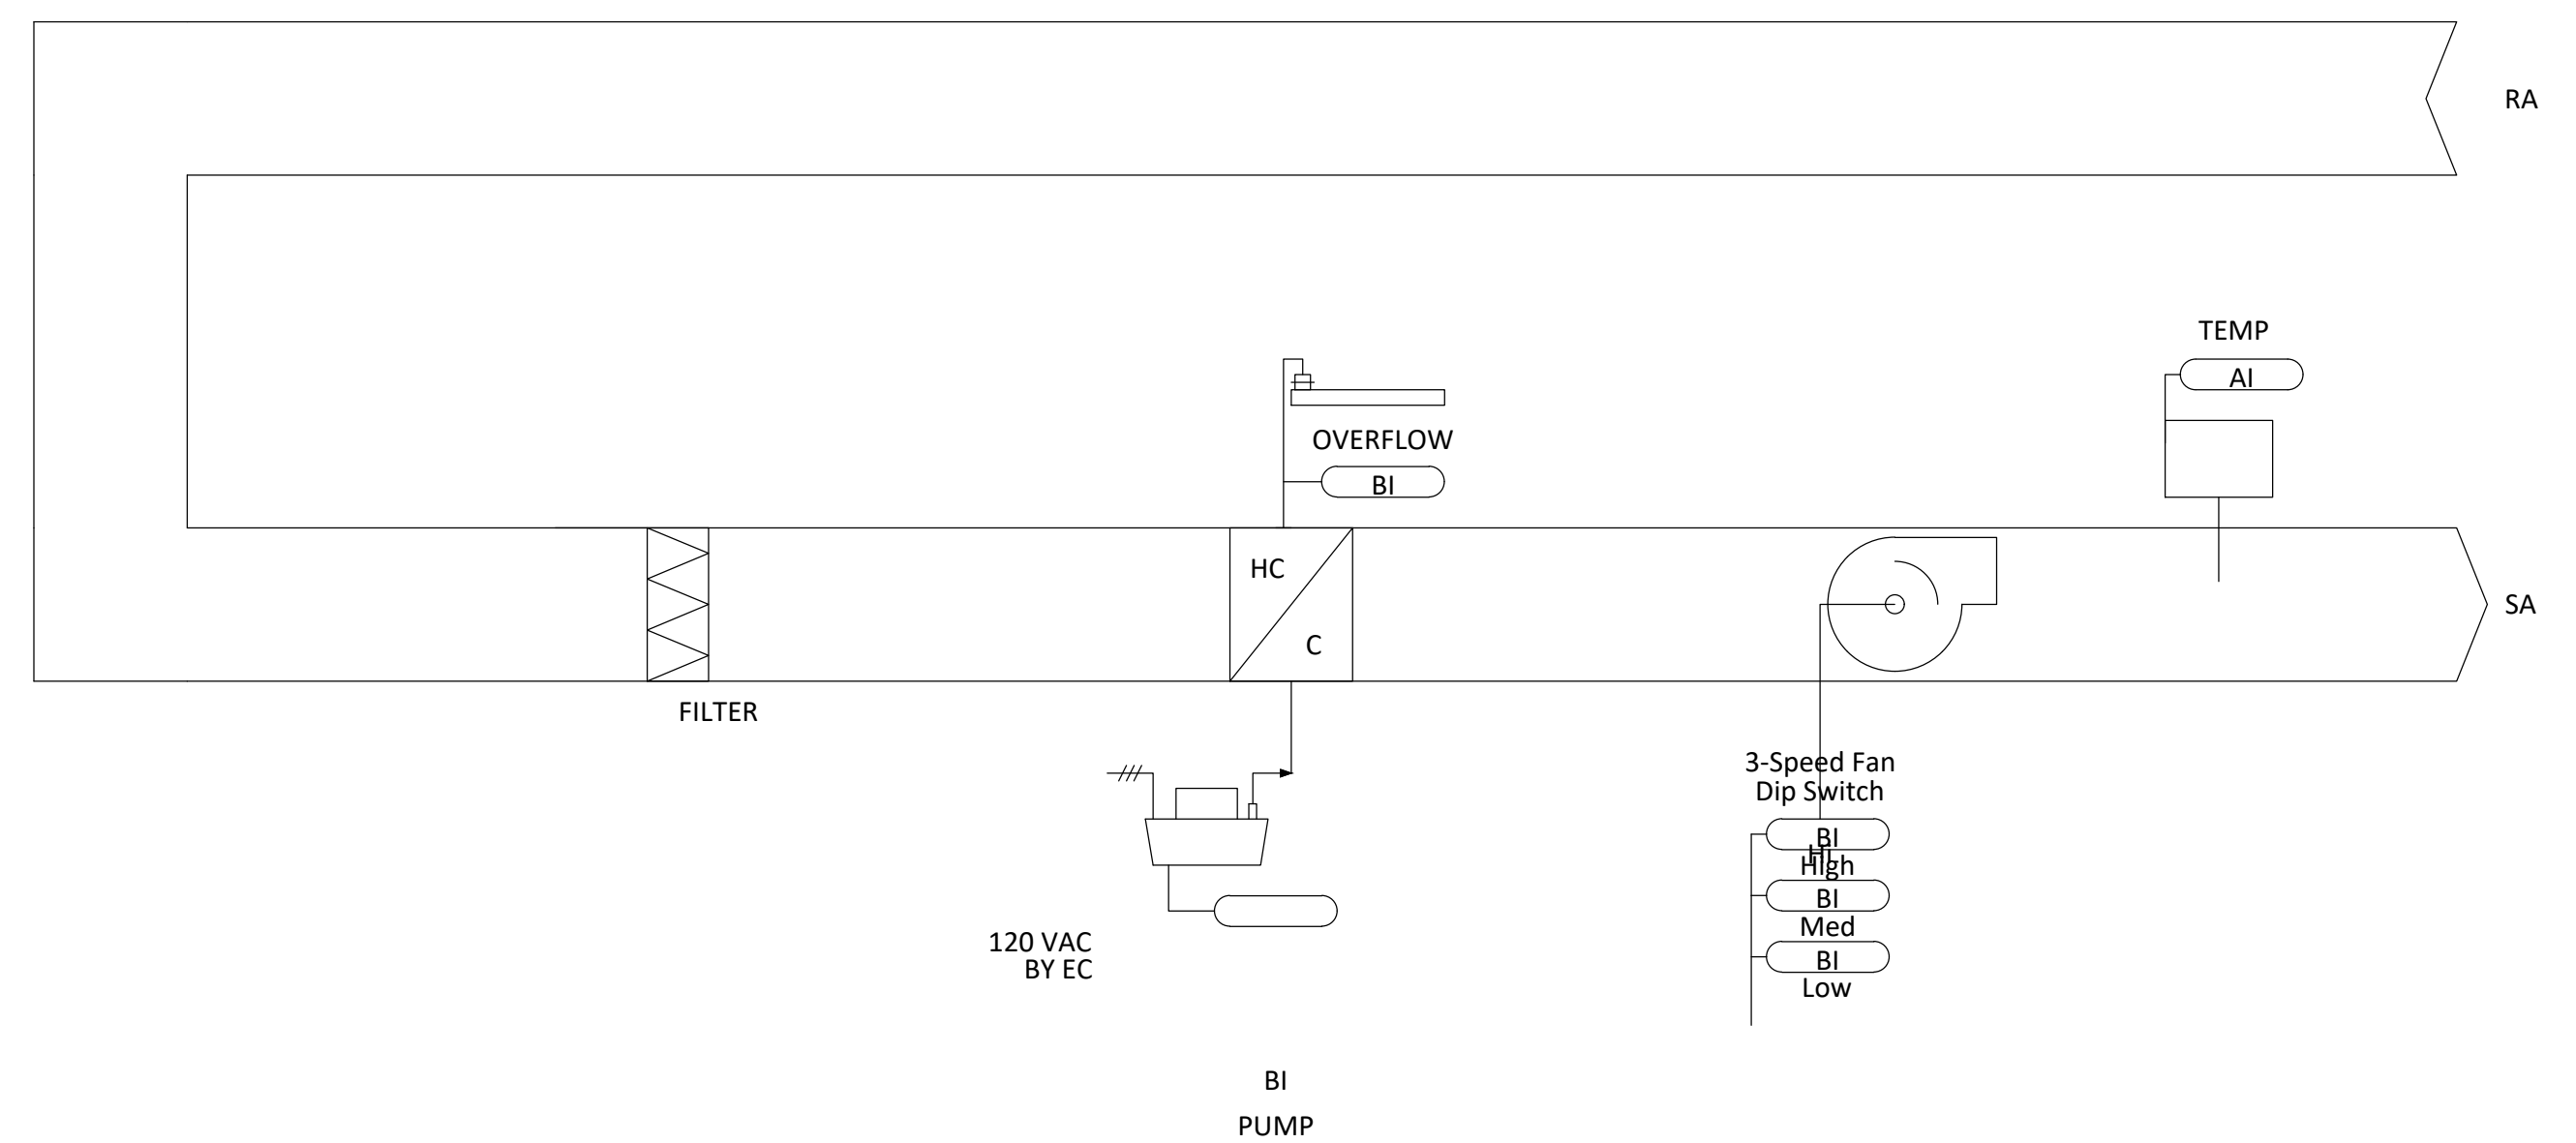 RA
TEMP
AI
OVERFLOW
BI
HC
C
SA
FILTER
3-Speed Fan
Dip Switch
BI
High
BI
Med
BI
Low
120 VAC
BY EC
BI
PUMP